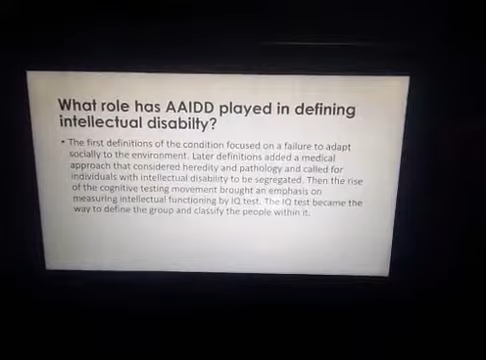 What role has AAIDD played in defining
intellectual disabilty?
• The first definitions of the condition focused on a failure to adapt
socially to the environment. Later definitions added a medical
approach that considered heredity and pathology and called for
individuals with intellectual disability to be segregated. Then the rise
of the cognitive testing movement brought an emphasis on
measuring intellectual functioning by IQ test. The IQ test became the
way to define the group and classify the people within it.